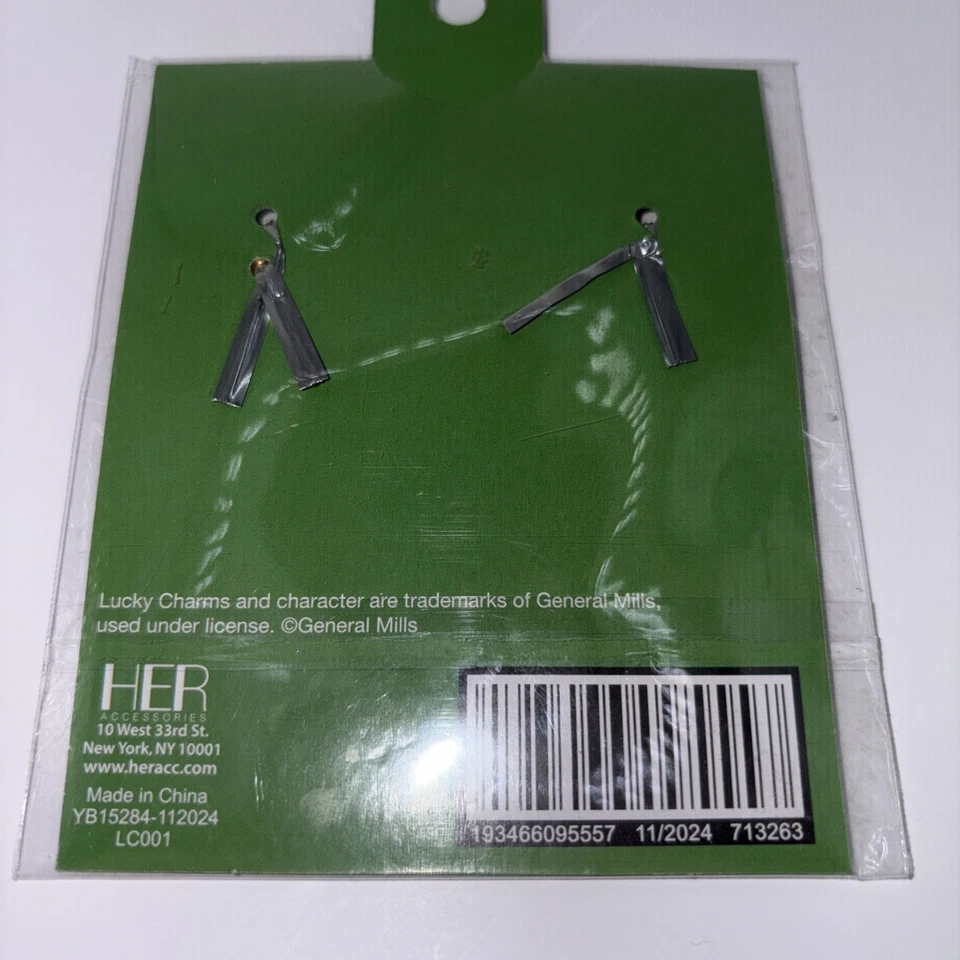 Lucky Charms and character are trademarks of General Mills,
used under license. ©General Mills
HER
ACCESSORIES
10 West 33rd St.
New York, NY 10001
www.heracc.com
Made in China
YB15284-112024
LC001
193466095557 11/2024 713263